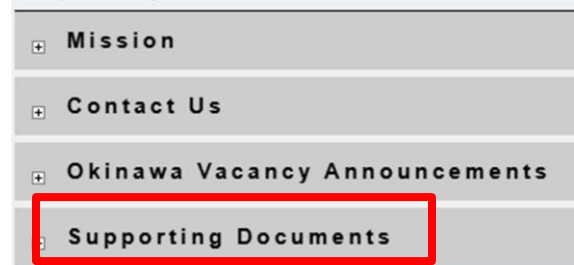 Mission
Contact Us
Okinawa Vacancy Announcements
Supporting Documents